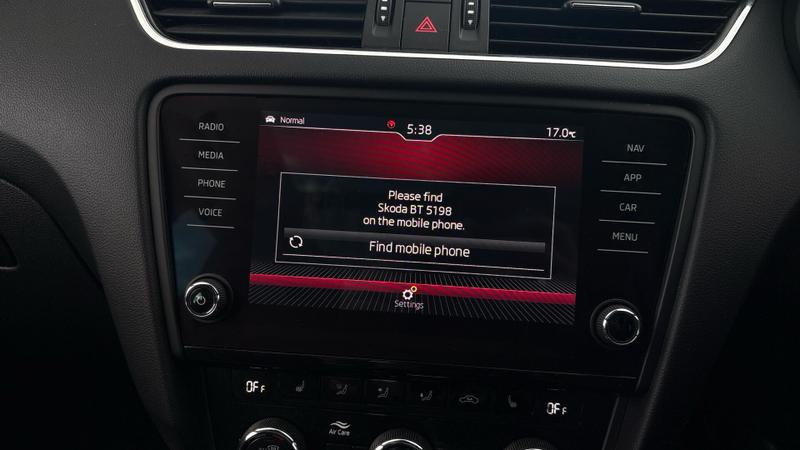 Normal
5:38
17.0°C
RADIO
MEDIA
PHONE
VOICE
NAV
APP
CAR
MENU
Please find
Skoda BT 5198
on the mobile phone.
Find mobile phone
Settings
OFF
OFF
Air Care